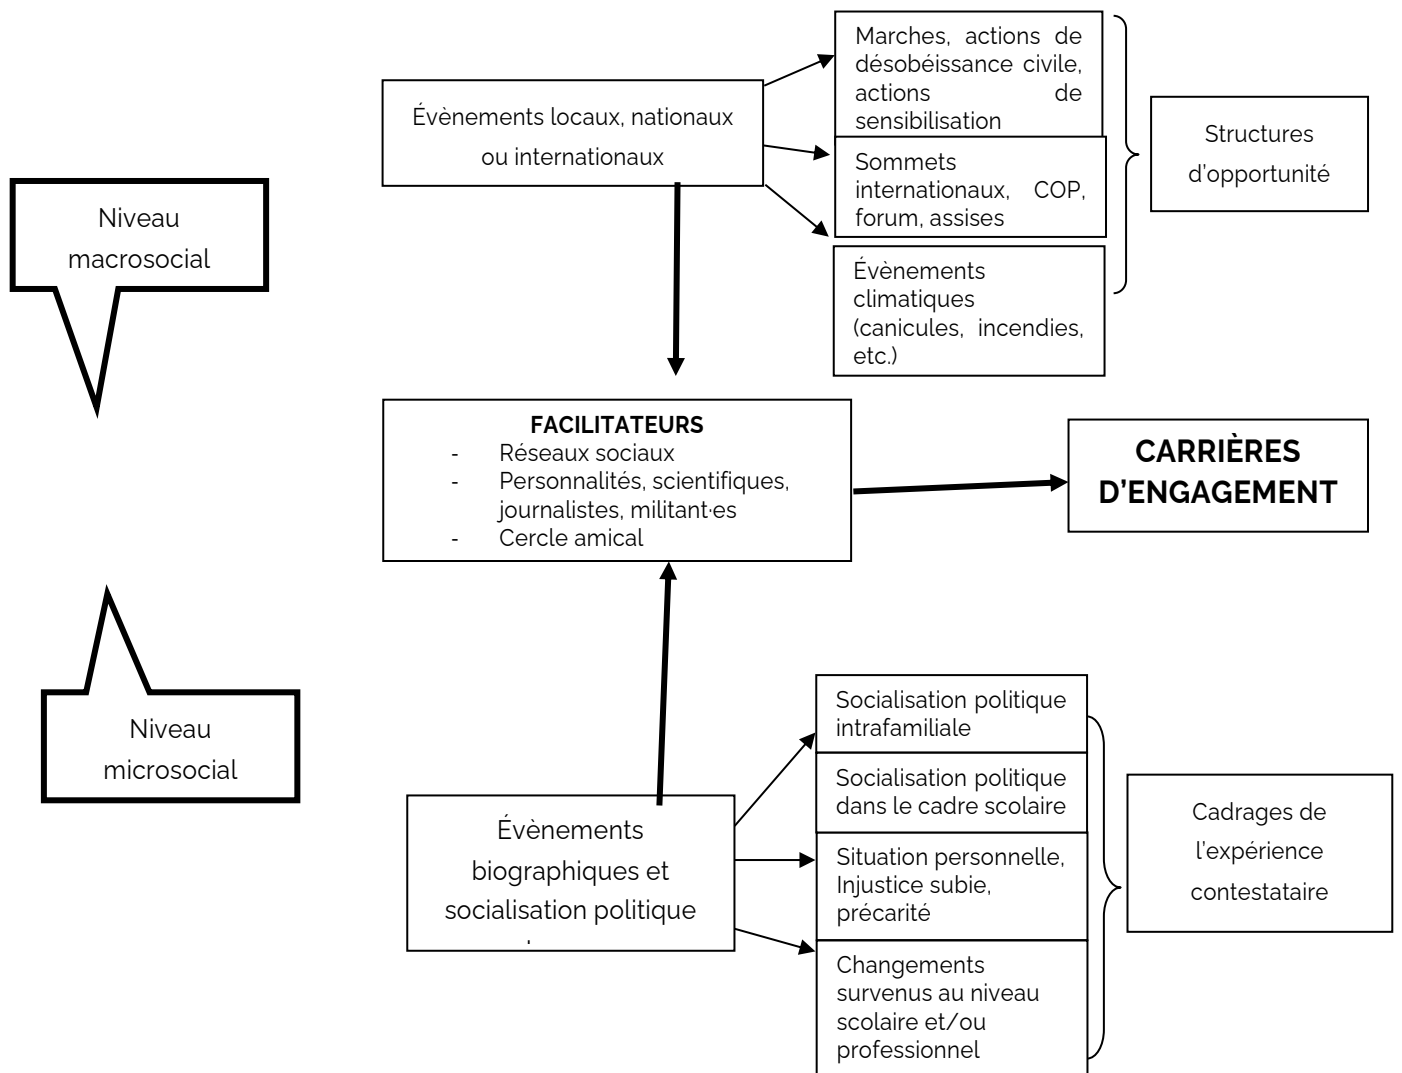 Marches, actions de
désobéissance civile,
actions de
sensibilisation
Évènements locaux, nationaux
ou internationaux
Structures
d'opportunité
Sommets
internationaux, COP,
forum, assises
Niveau
macrosocial
Évènements
climatiques
(canicules, incendies,
etc.)
FACILITATEURS
- Réseaux sociaux
- Personnalités, scientifiques,
journalistes, militant·es
- Cercle amical
CARRIÈRES
D’ENGAGEMENT
Niveau
microsocial
Socialisation politique
intrafamiliale
Socialisation politique
dans le cadre scolaire
Évènements
biographiques et
socialisation politique
Situation personnelle,
Injustice subie,
précarité
Changements
survenus au niveau
scolaire et/ou
professionnel
Cadrages de
l’expérience
contestataire